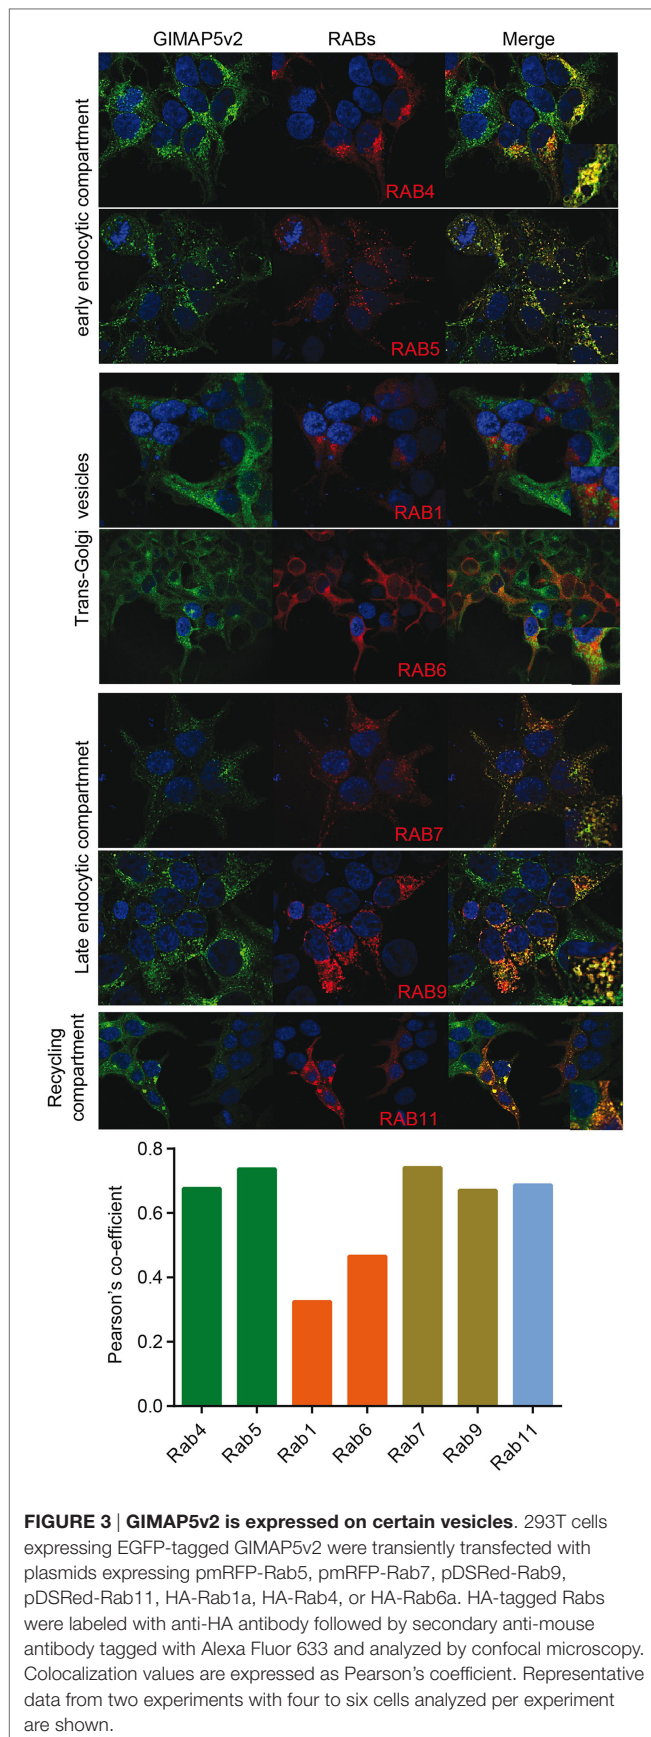 GIMAP5v2 RABs Merge
early endocytic compartment
RAB4
RAB5
Trans-Golgi vesicles
RAB1
RAB6
Late endocytic compartmnet
RAB7
RAB9
Recycling
compartment
RAB11
Pearson's co-efficient
0.8
0.6
0.4
0.2
0.0
Rab4 Rab5 Rab1 Rab6 Rab7 Rab9 Rab11
FIGURE 3 | GIMAP5v2 is expressed on certain vesicles. 293T cells
expressing EGFP-tagged GIMAP5v2 were transiently transfected with
plasmids expressing pmRFP-Rab5, pmRFP-Rab7, pDSRed-Rab9,
pDSRed-Rab11, HA-Rab1a, HA-Rab4, or HA-Rab6a. HA-tagged Rabs
were labeled with anti-HA antibody followed by secondary anti-mouse
antibody tagged with Alexa Fluor 633 and analyzed by confocal microscopy.
Colocalization values are expressed as Pearson's coefficient. Representative
data from two experiments with four to six cells analyzed per experiment
are shown.